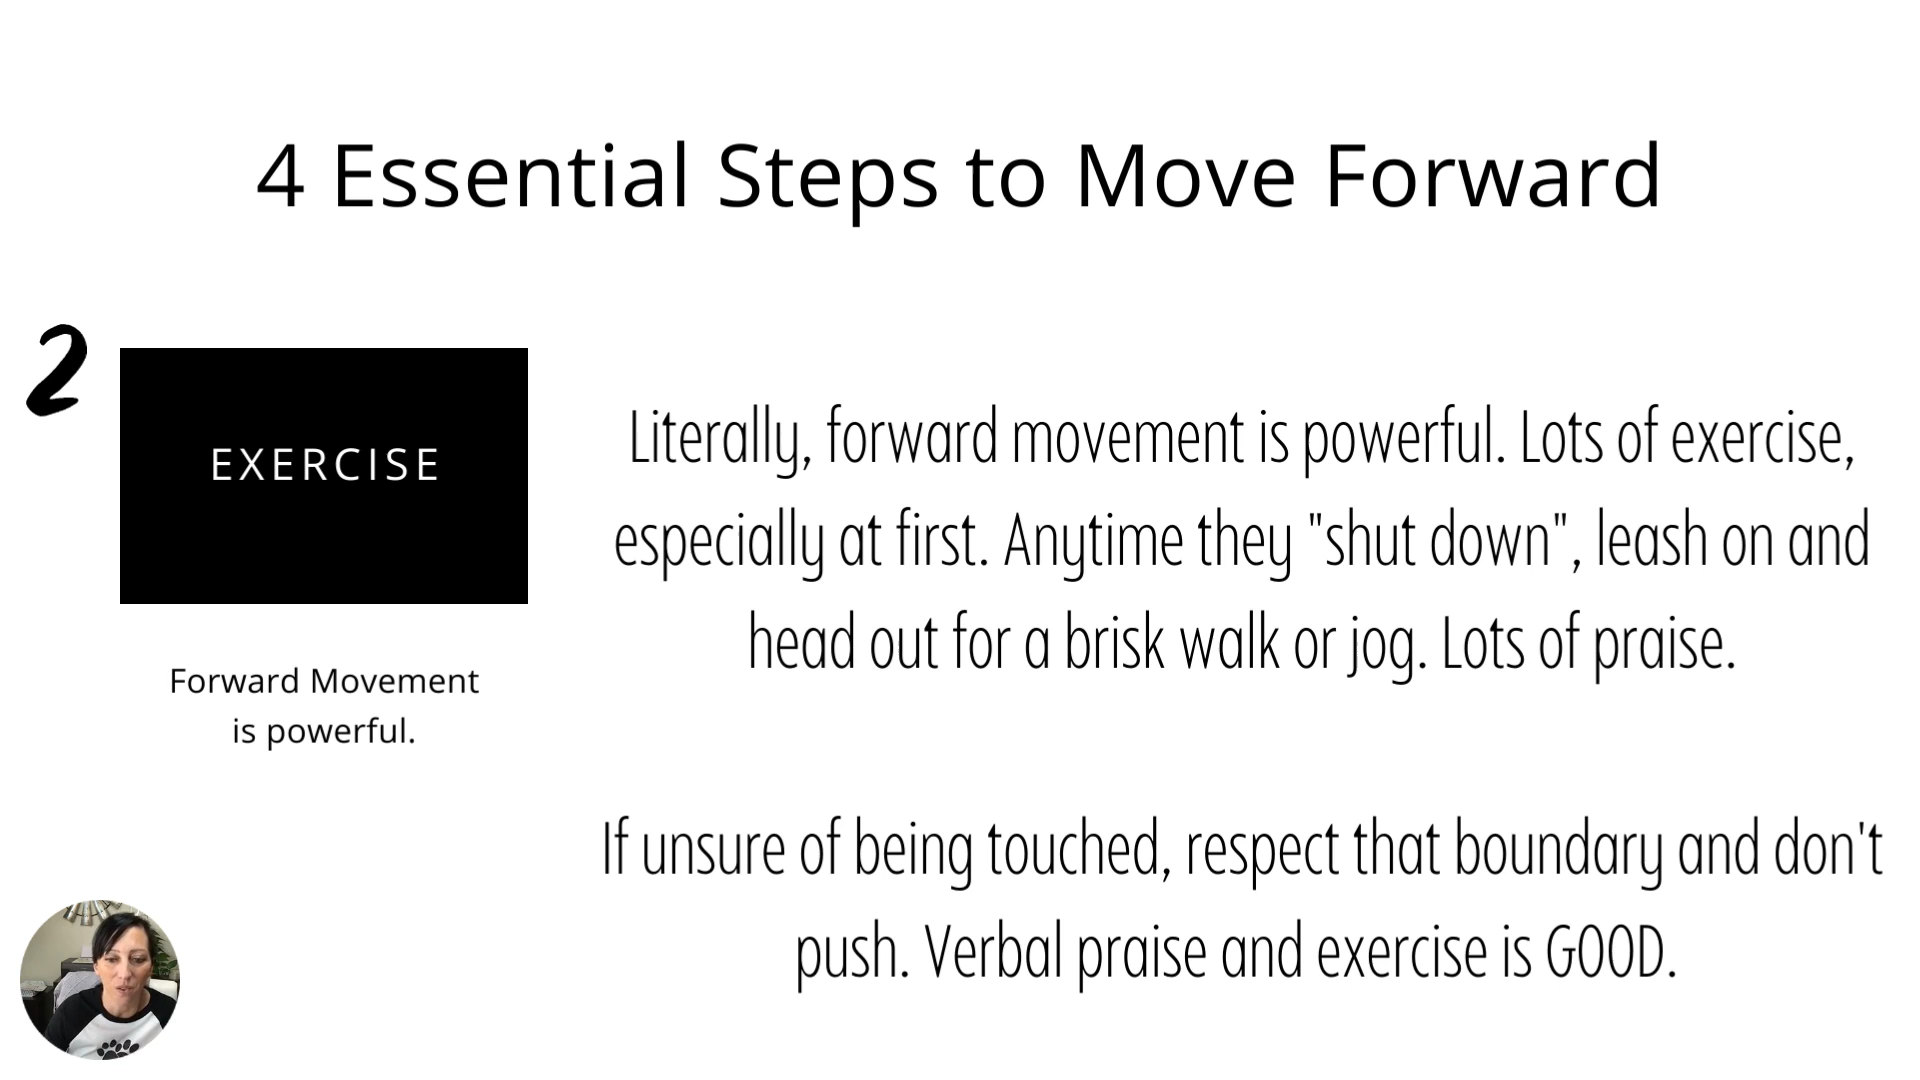 4 Essential Steps to Move Forward
2
EXERCISE
Forward Movement
is powerful.
Literally, forward movement is powerful. Lots of exercise,
especially at first. Anytime they "shut down", leash on and
head out for a brisk walk or jog. Lots of praise.
If unsure of being touched, respect that boundary and don't
push. Verbal praise and exercise is GOOD.